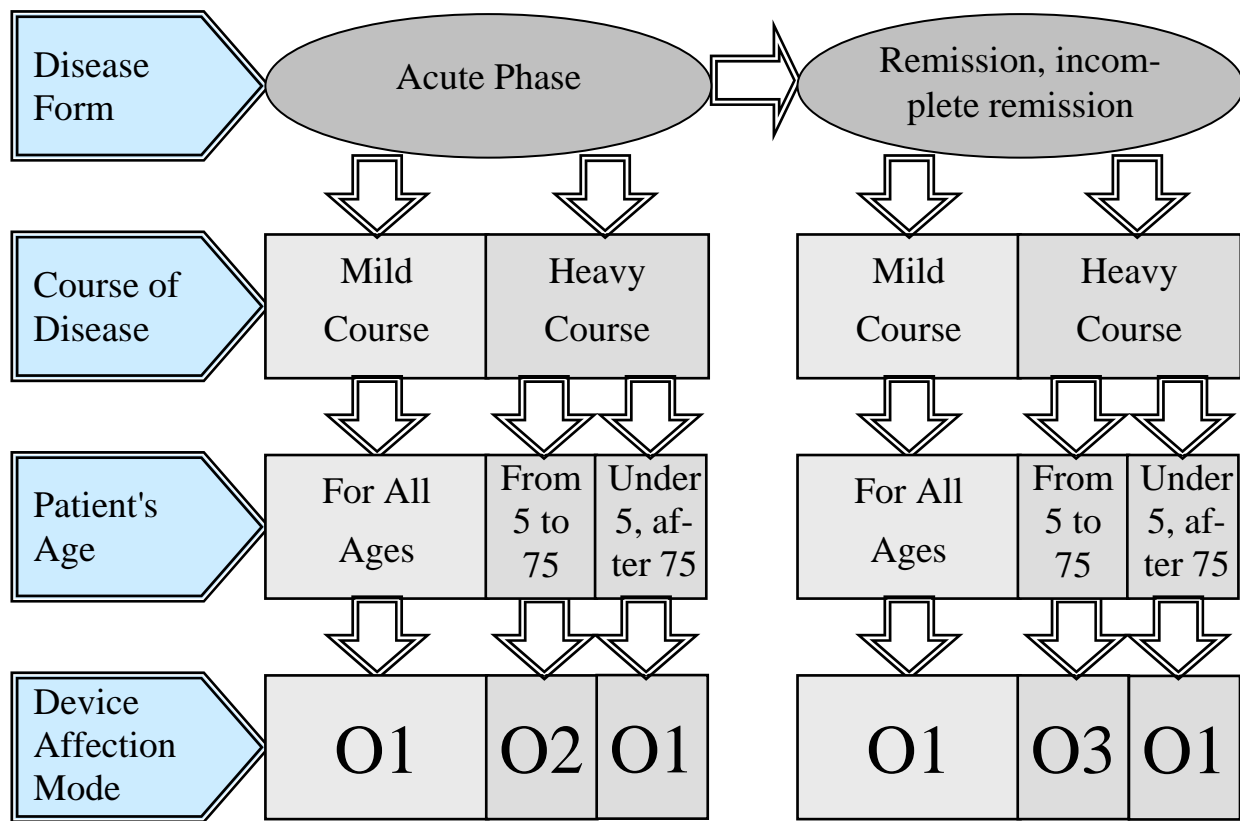 Disease
Form
Acute Phase
Remission, incom-
plete remission
Course of
Disease
Mild
Course
Heavy
Course
Mild
Course
Heavy
Course
Patient's
Age
For All
Ages
From
5 to
75
Under
5, af-
ter 75
For All
Ages
From
5 to
75
Under
5, af-
ter 75
Device
Affection
Mode
O1
O2
O1
O1
O3
O1